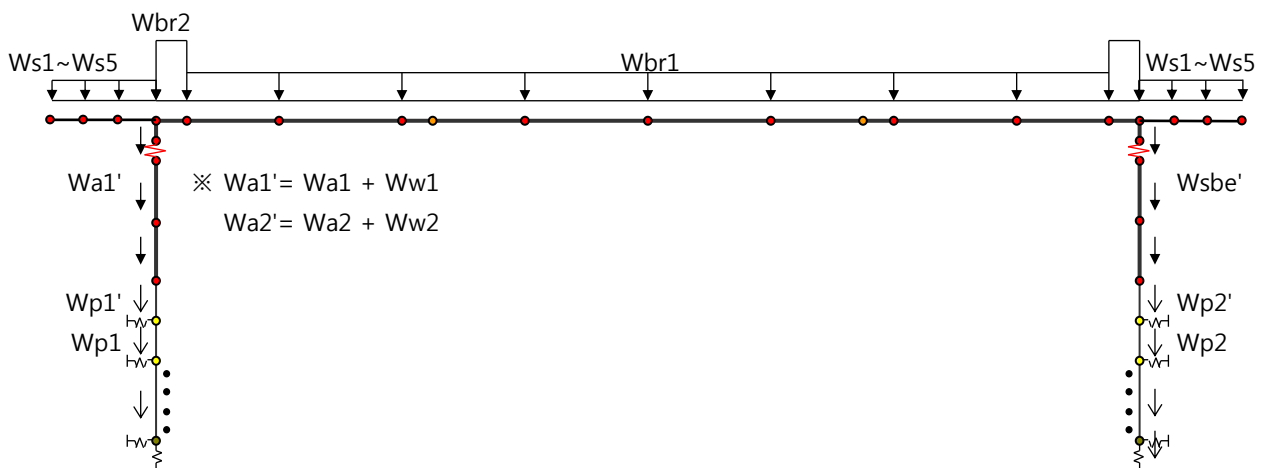 Wbr2
Ws1~Ws5
Wbr1
Ws1~Ws5
Wa1'
※ Wa1'= Wa1 + Ww1
Wsbe'
Wa2'= Wa2 + Ww2
Wp1'
Wp2'
Wp1
Wp2